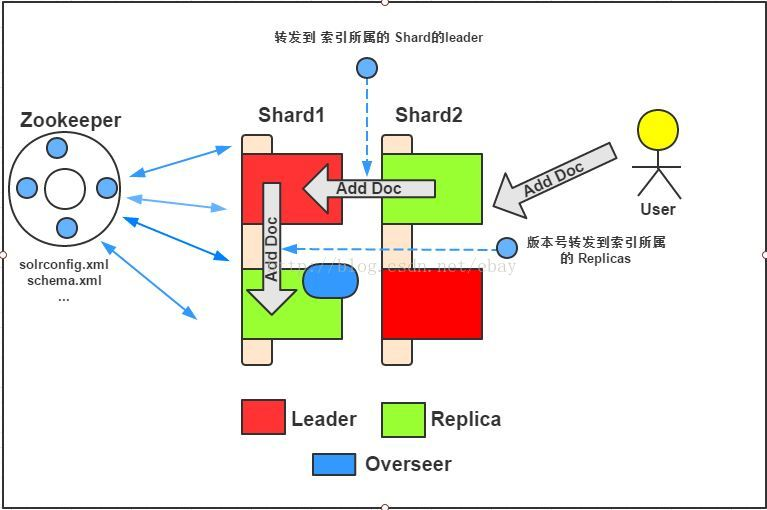 转发到 索引所属的 Shard的leader
Zookeeper
Shard1
Shard2
Add Doc
Add Doc
User
Add Doc
版本号转发到索引所属
的 Replicas
solrconfig.xml
schema.xml
...
http://blog.csdn.net/ebay
Leader
Replica
Overseer